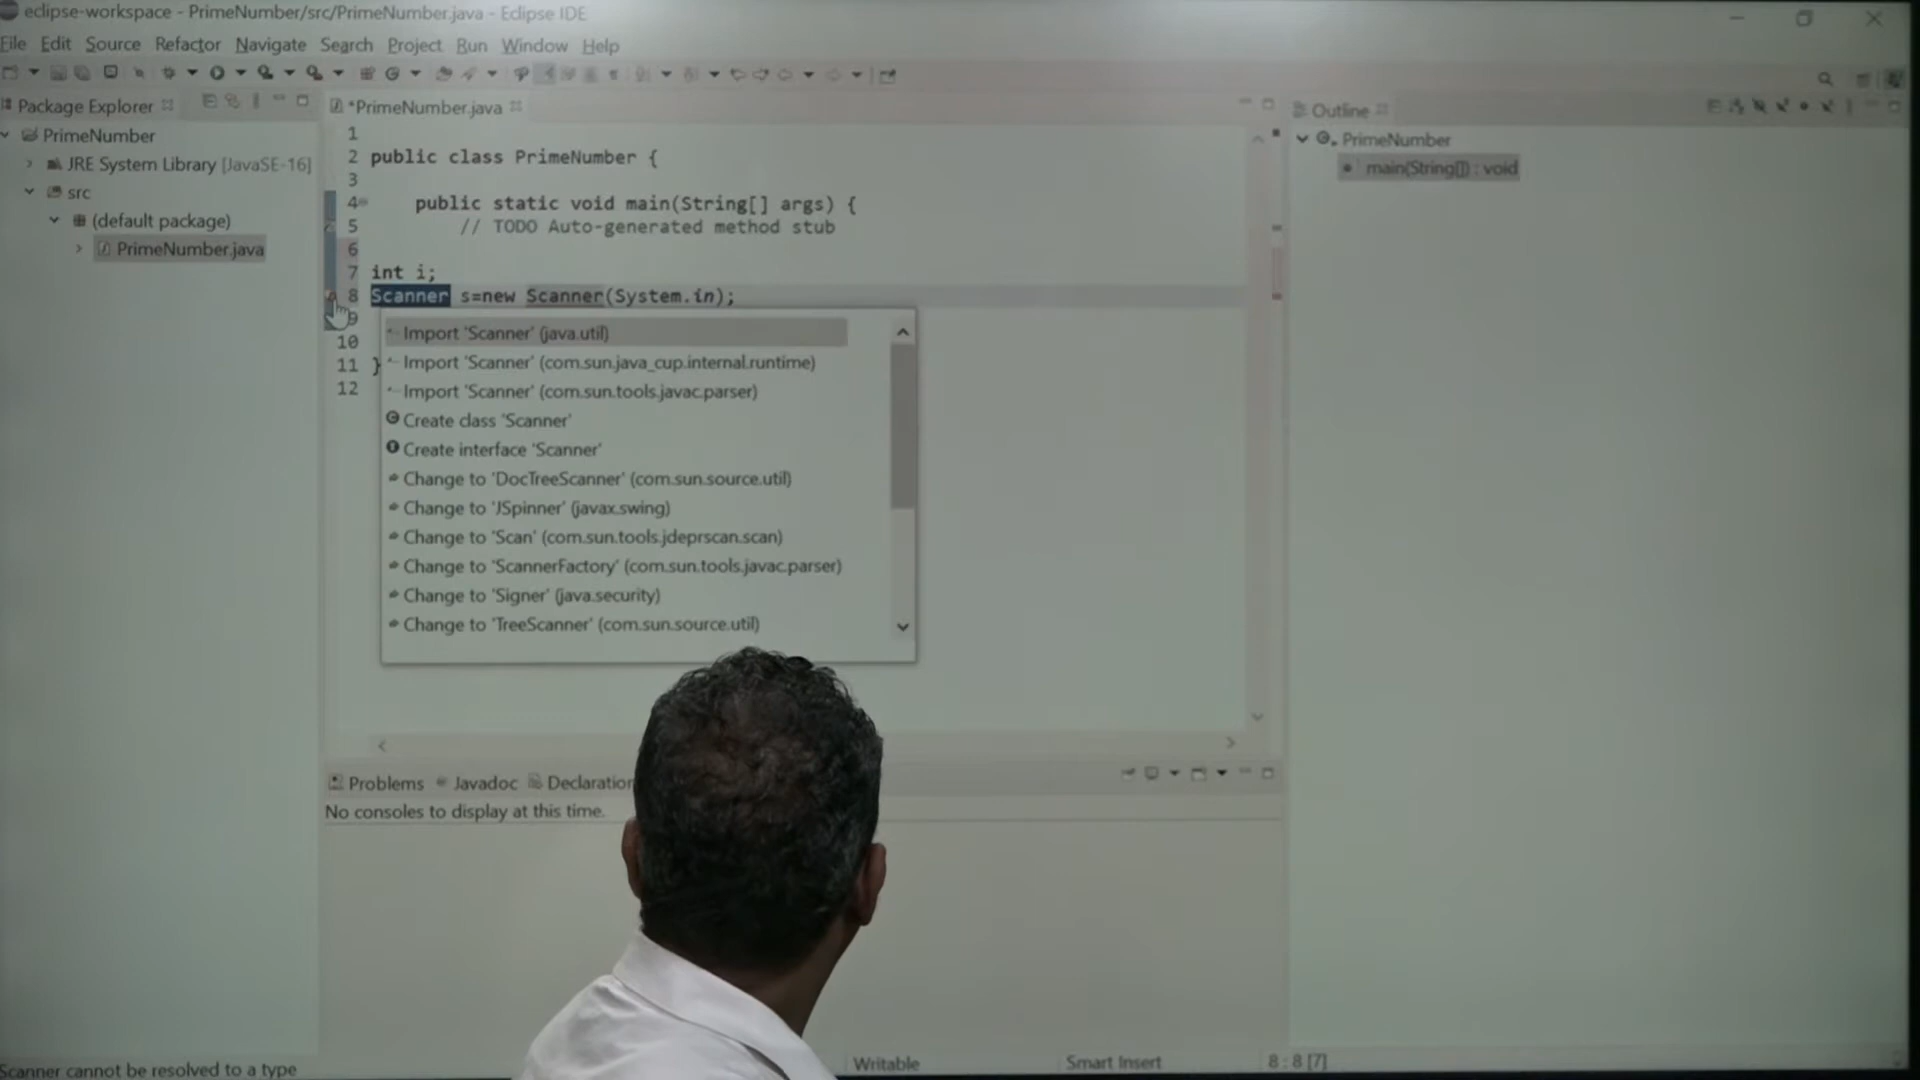 eclipse-workspace - PrimeNumber/src/PrimeNumber.java - Eclipse IDE
File Edit Source Refactor Navigate Search Project Run Window Help
Package Explorer
PrimeNumber
JRE System Library [JavaSE-16]
src
(default package)
PrimeNumber.java
*PrimeNumber.java
1
2 public class PrimeNumber {
3
4 public static void main(String[] args) {
5 // TODO Auto-generated method stub
6
7 int i;
8 Scanner s=new Scanner(System.in);
9
10
11 }
12
Import 'Scanner' (java.util)
Import 'Scanner' (com.sun.java_cup.internal.runtime)
Import 'Scanner' (com.sun.tools.javac.parser)
Create class 'Scanner'
Create interface 'Scanner'
Change to 'DocTreeScanner' (com.sun.source.util)
Change to 'JSpinner' (javax.swing)
Change to 'Scan' (com.sun.tools.jdeprscan.scan)
Change to 'ScannerFactory' (com.sun.tools.javac.parser)
Change to 'Signer' (java.security)
Change to 'TreeScanner' (com.sun.source.util)
Outline
PrimeNumber
main(String[]) : void
Problems Javadoc Declaration
No consoles to display at this time.
Scanner cannot be resolved to a type
Writable Smart Insert 8 : 8 [7]